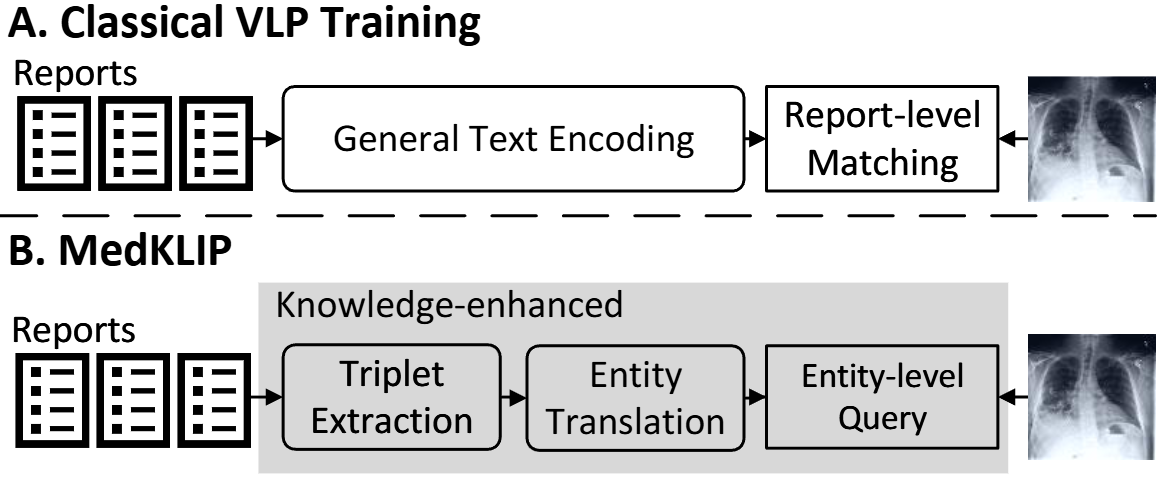 A. Classical VLP Training
Reports
General Text Encoding
Report-level
Matching
B. MedKLIP
Knowledge-enhanced
Reports
Triplet
Extraction
Entity
Translation
Entity-level
Query